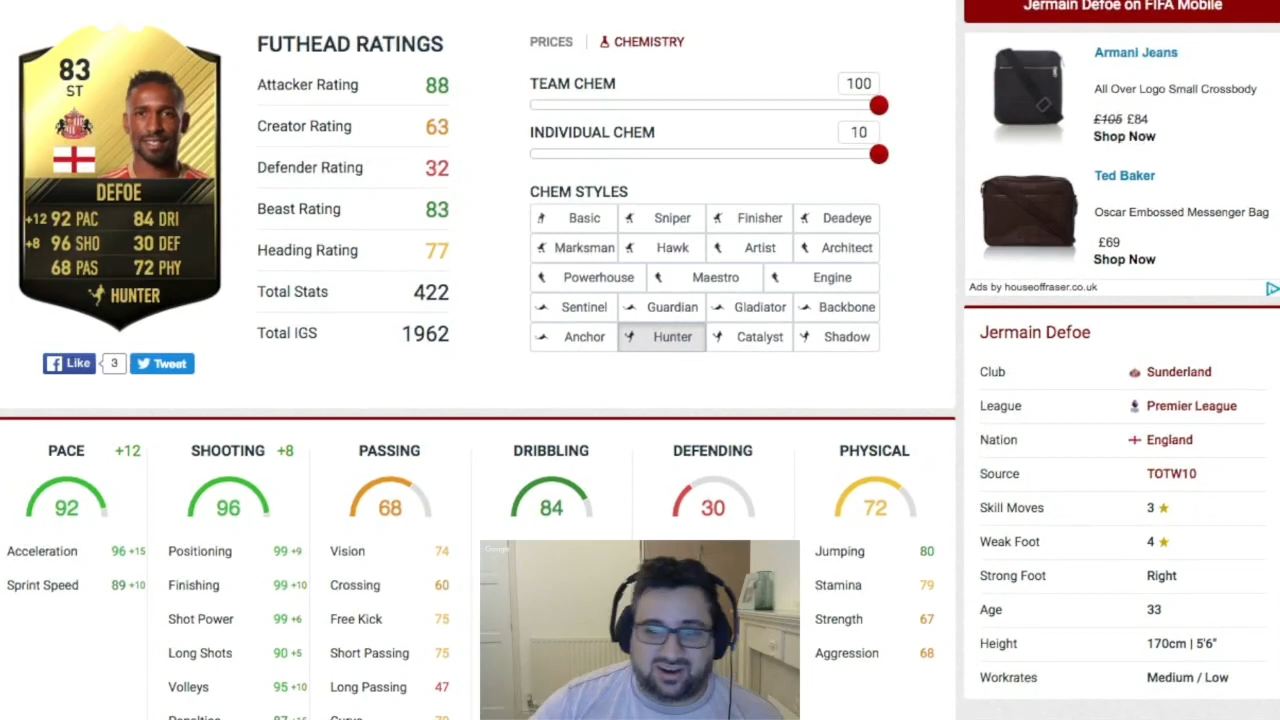 83
ST
DEFOE
+12 92 PAC 84 DRI
+8 96 SHO 30 DEF
68 PAS 72 PHY
HUNTER
Like 3 Tweet
FUTHEAD RATINGS
Attacker Rating 88
Creator Rating 63
Defender Rating 32
Beast Rating 83
Heading Rating 77
Total Stats 422
Total IGS 1962
PRICES CHEMISTRY
TEAM CHEM 100
INDIVIDUAL CHEM 10
CHEM STYLES
Basic Sniper Finisher Deadeye
Marksman Hawk Artist Architect
Powerhouse Maestro Engine
Sentinel Guardian Gladiator Backbone
Anchor Hunter Catalyst Shadow
Jermain Defoe on FIFA Mobile
Armani Jeans
All Over Logo Small Crossbody
£105 £84
Shop Now
Ted Baker
Oscar Embossed Messenger Bag
£69
Shop Now
Ads by houseoffraser.co.uk
Jermain Defoe
Club Sunderland
League Premier League
Nation England
Source TOTW10
Skill Moves 3
Weak Foot 4
Strong Foot Right
Age 33
Height 170cm | 5'6"
Workrates Medium / Low
PACE +12
92
Acceleration 96 +15
Sprint Speed 89 +10
SHOOTING +8
96
Positioning 99 +9
Finishing 99 +10
Shot Power 99 +6
Long Shots 90 +5
Volleys 95 +10
PASSING
68
Vision 74
Crossing 60
Free Kick 75
Short Passing 75
Long Passing 47
DRIBBLING
84
DEFENDING
30
PHYSICAL
72
Jumping 80
Stamina 79
Strength 67
Aggression 68
Google